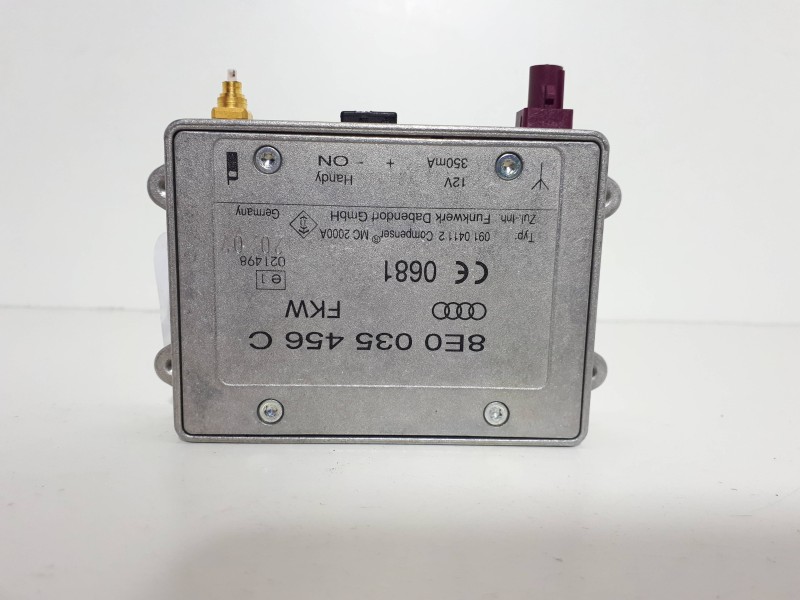 8E0 035 456 C
FKW
CE 0681
e1
021498
Typ: 091 0411 2 Compenser® MC 2000A
Zul.-Inh. Funkwerk Dabendorf GmbH
Germany
12V
350mA
+ -
Handy
ON